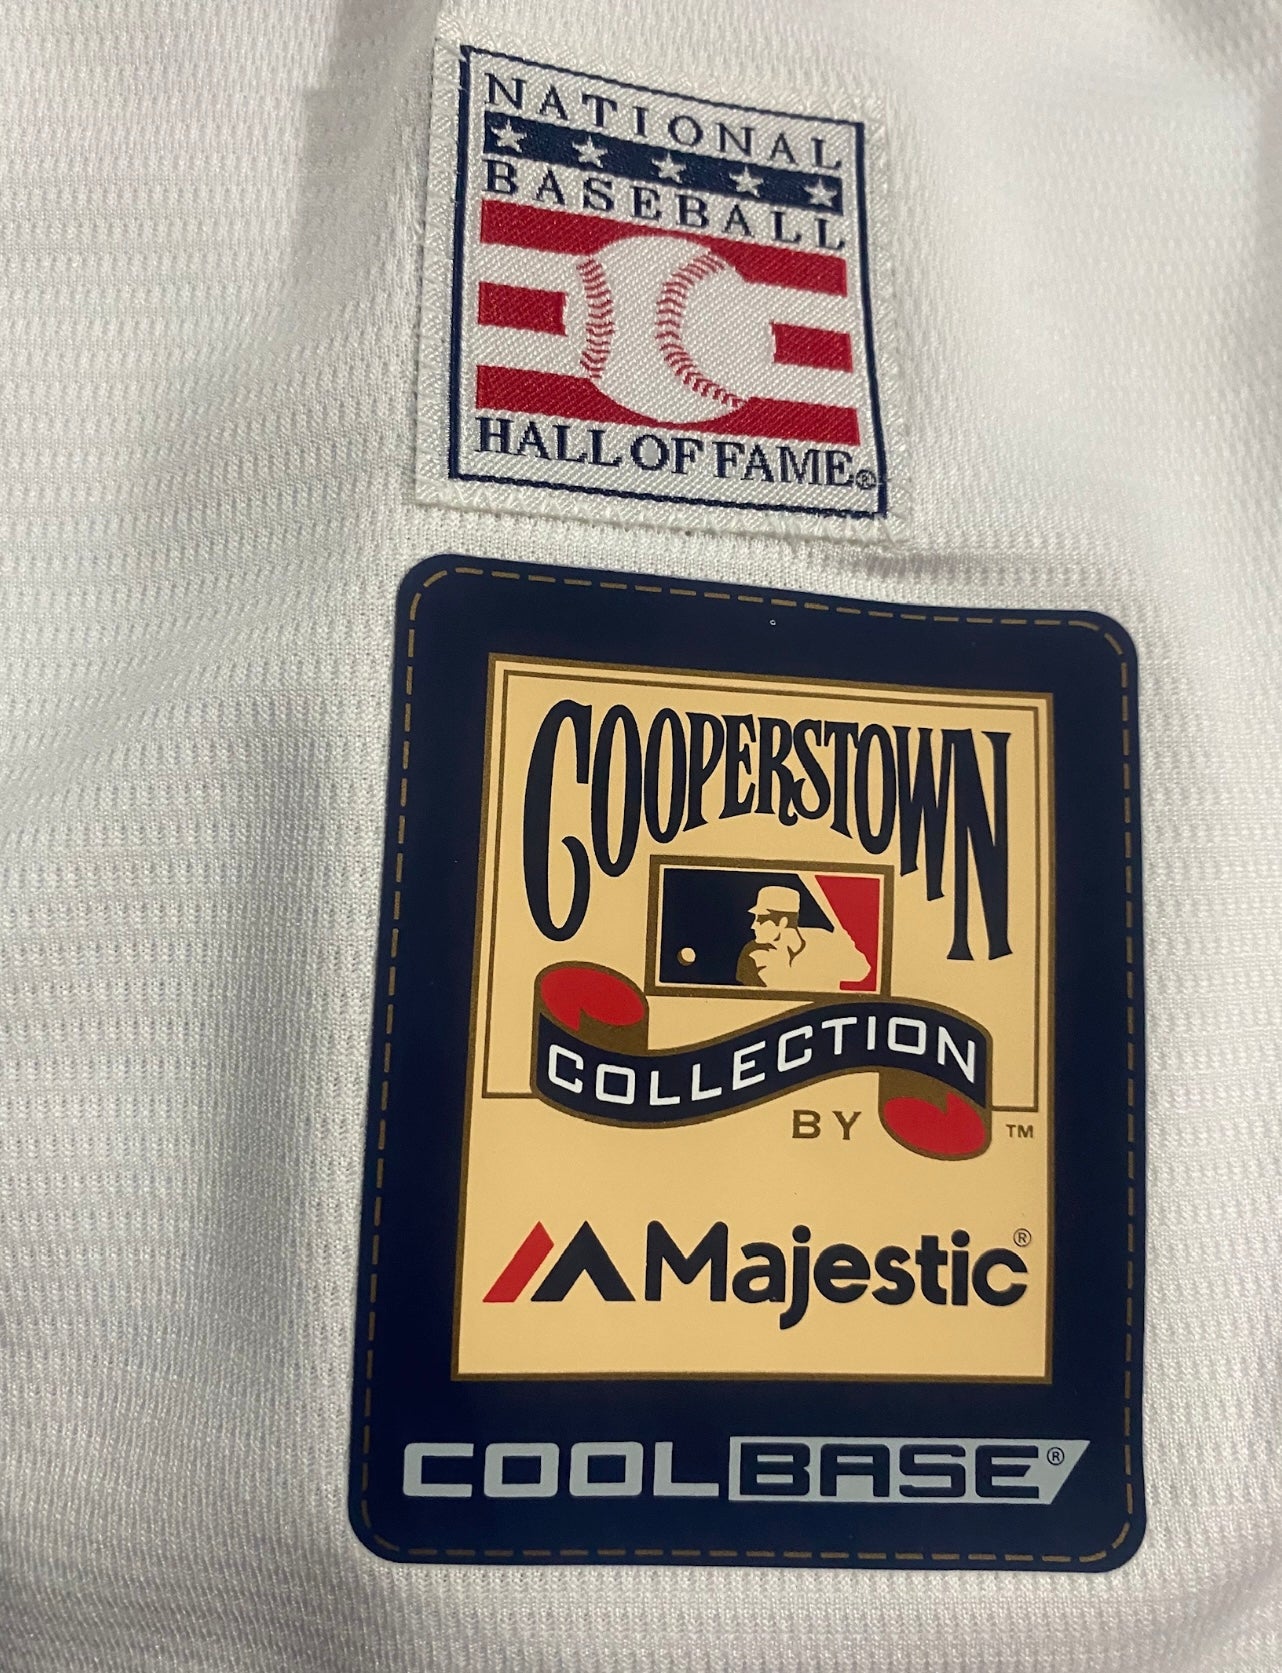 NATIONAL
BASEBALL
HALL OF FAME®
COOPERSTOWN
COLLECTION
BY ™
Majestic®
COOLBASE®